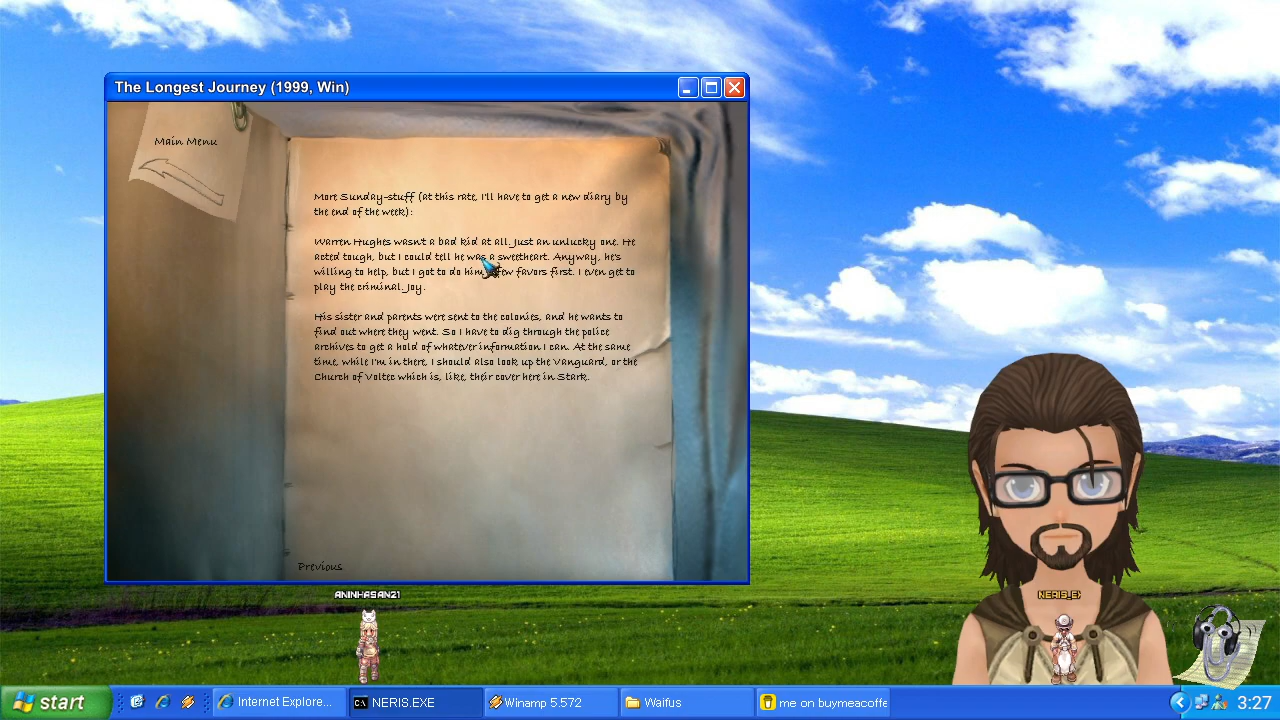 The Longest Journey (1999, Win)
Main Menu
More Sunday-stuff (at this rate, I'll have to get a new diary by
the end of the week):
Warren Hughes wasn't a bad kid at all. Just an unlucky one. He
acted tough, but I could tell he was a sweetheart. Anyway, he's
willing to help, but I got to do him a few favors first. I even get to
play the criminal. Joy.
His sister and parents were sent to the colonies, and he wants to
find out where they went. So I have to dig through the police
archives to get a hold of whatever information I can. At the same
time, while I'm in there, I should also look up the Vanguard, or the
Church of Voltec which is, like, their cover here in Stark.
Previous
ANINHASAN21
NERIS_EX
start
Internet Explore...
NERIS.EXE
Winamp 5.572
Waifus
me on buymeacoffe
3:27